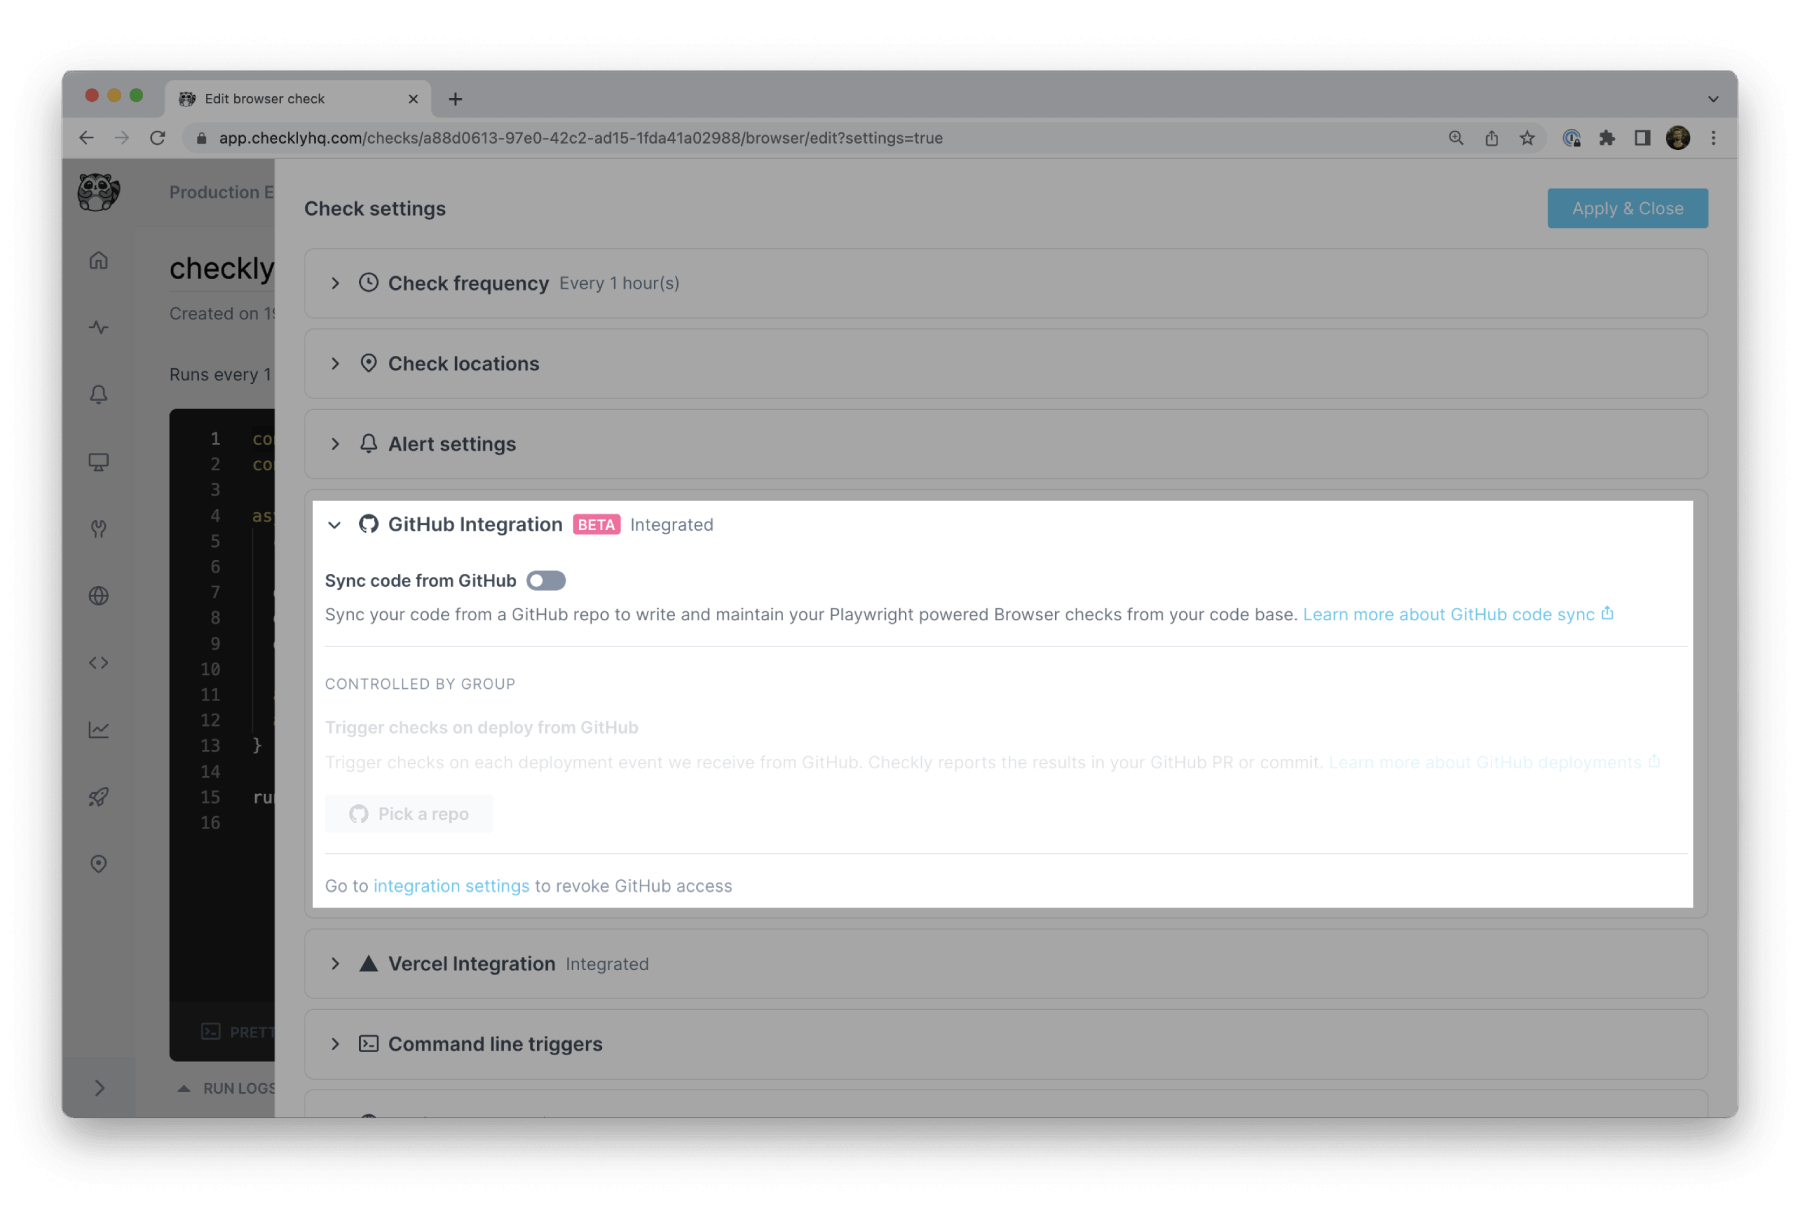 Edit browser check
app.checklyhq.com/checks/a88d0613-97e0-42c2-ad15-1fda41a02988/browser/edit?settings=true
Production E
checkly
Created on 19
Runs every 1
1 co
2 co
3
4 as
5
6
7
8
9
10
11
12
13 }
14
15 ru
16
PRETT
RUN LOGS
Check settings
Apply & Close
Check frequency Every 1 hour(s)
Check locations
Alert settings
GitHub Integration BETA Integrated
Sync code from GitHub
Sync your code from a GitHub repo to write and maintain your Playwright powered Browser checks from your code base. Learn more about GitHub code sync
CONTROLLED BY GROUP
Trigger checks on deploy from GitHub
Trigger checks on each deployment event we receive from GitHub. Checkly reports the results in your GitHub PR or commit. Learn more about GitHub deployments
Pick a repo
Go to integration settings to revoke GitHub access
Vercel Integration Integrated
Command line triggers